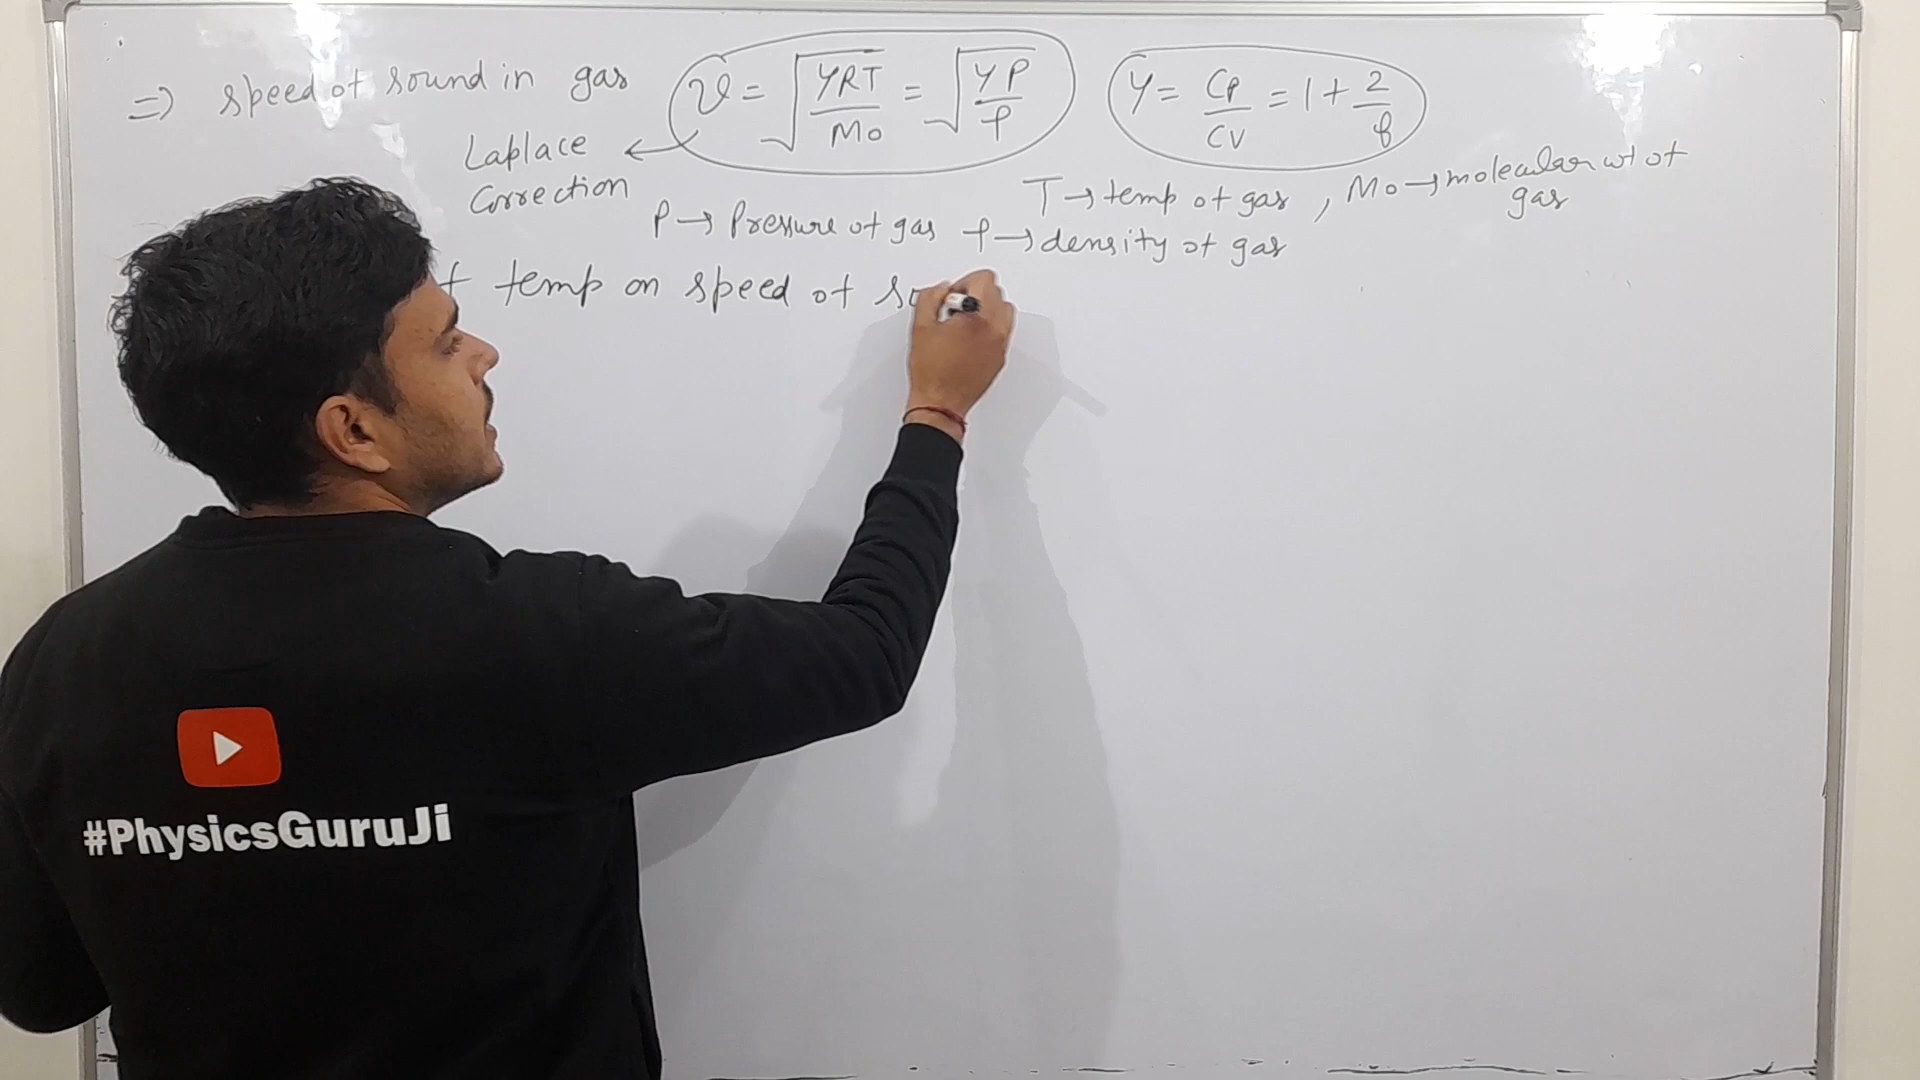 ⇒ speed of sound in gas v = √(γRT/Mo) = √(γP/ρ) γ = CP/CV = 1 + 2/f
Laplace Correction ←
T → temp of gas , Mo → molecular wt of gas
P → Pressure of gas ρ → density of gas
temp on speed of
#PhysicsGuruJi